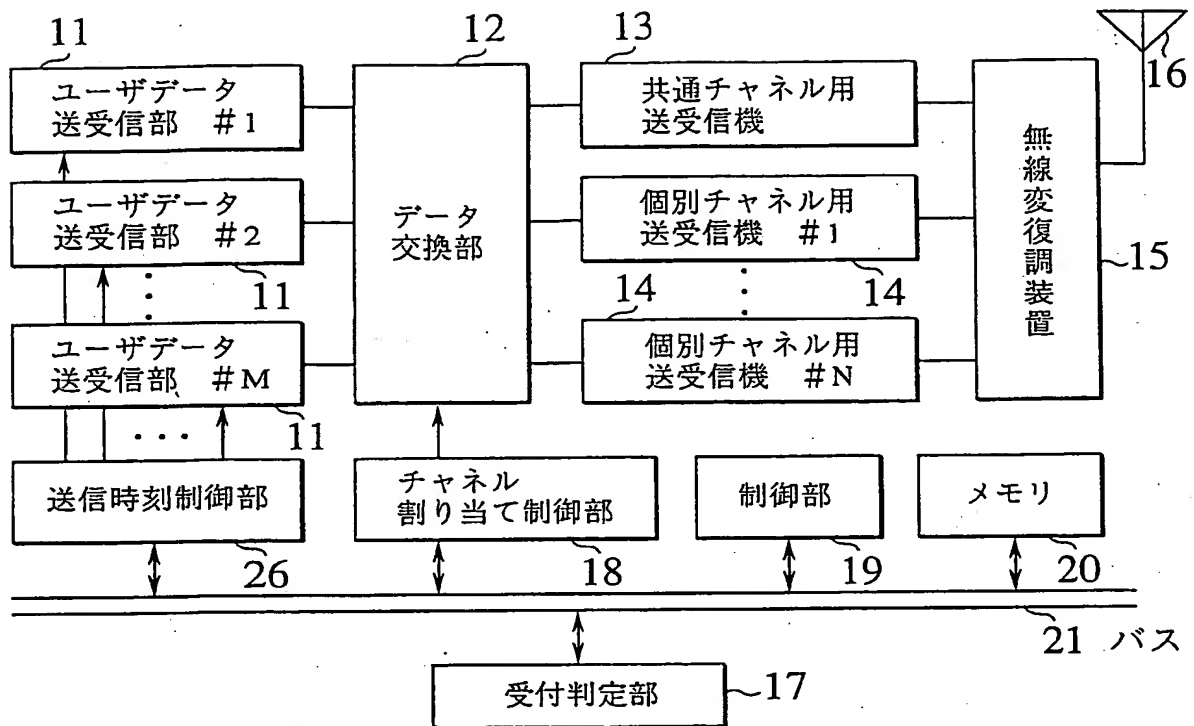 11
12
13
16
ユーザデータ
送受信部 #1
共通チャネル用
送受信機
ユーザデータ
送受信部 #2
データ
交換部
個別チャネル用
送受信機 #1
無線変復調装置
15
11
14
14
ユーザデータ
送受信部 #M
個別チャネル用
送受信機 #N
11
送信時刻制御部
チャネル
割り当て制御部
制御部
メモリ
26
18
19
20
21 バス
受付判定部
17